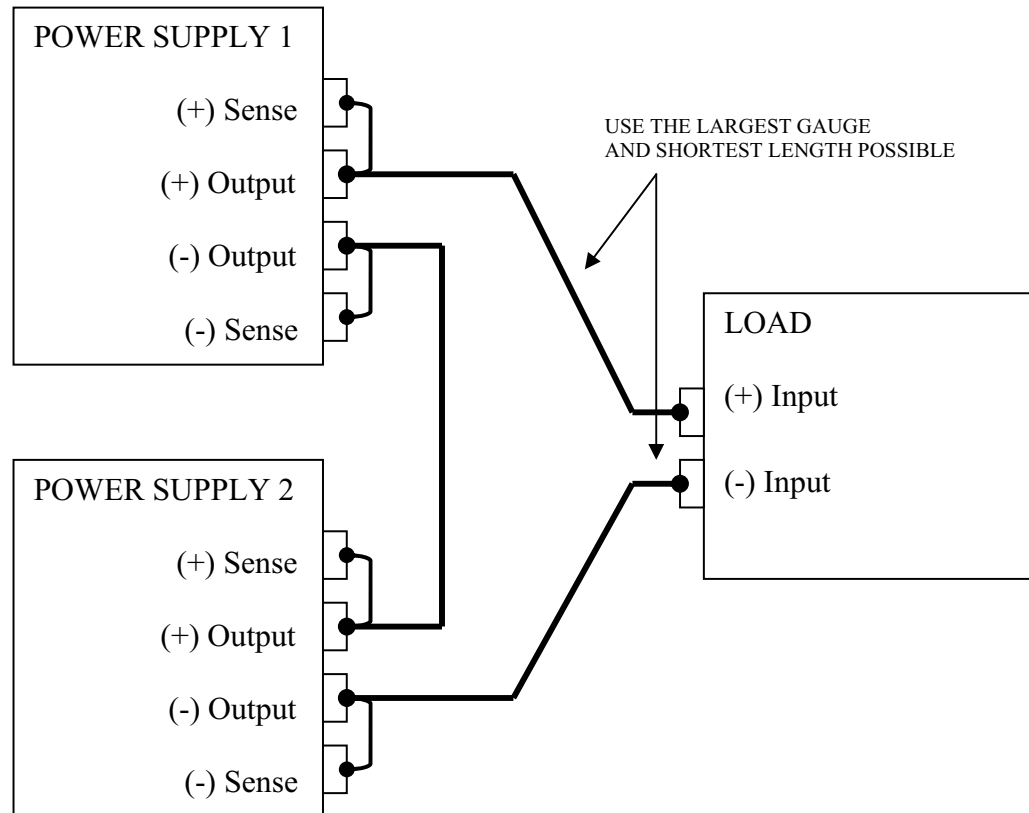 POWER SUPPLY 1
(+) Sense
(+) Output
(-) Output
(-) Sense
USE THE LARGEST GAUGE
AND SHORTEST LENGTH POSSIBLE
LOAD
(+) Input
(-) Input
POWER SUPPLY 2
(+) Sense
(+) Output
(-) Output
(-) Sense